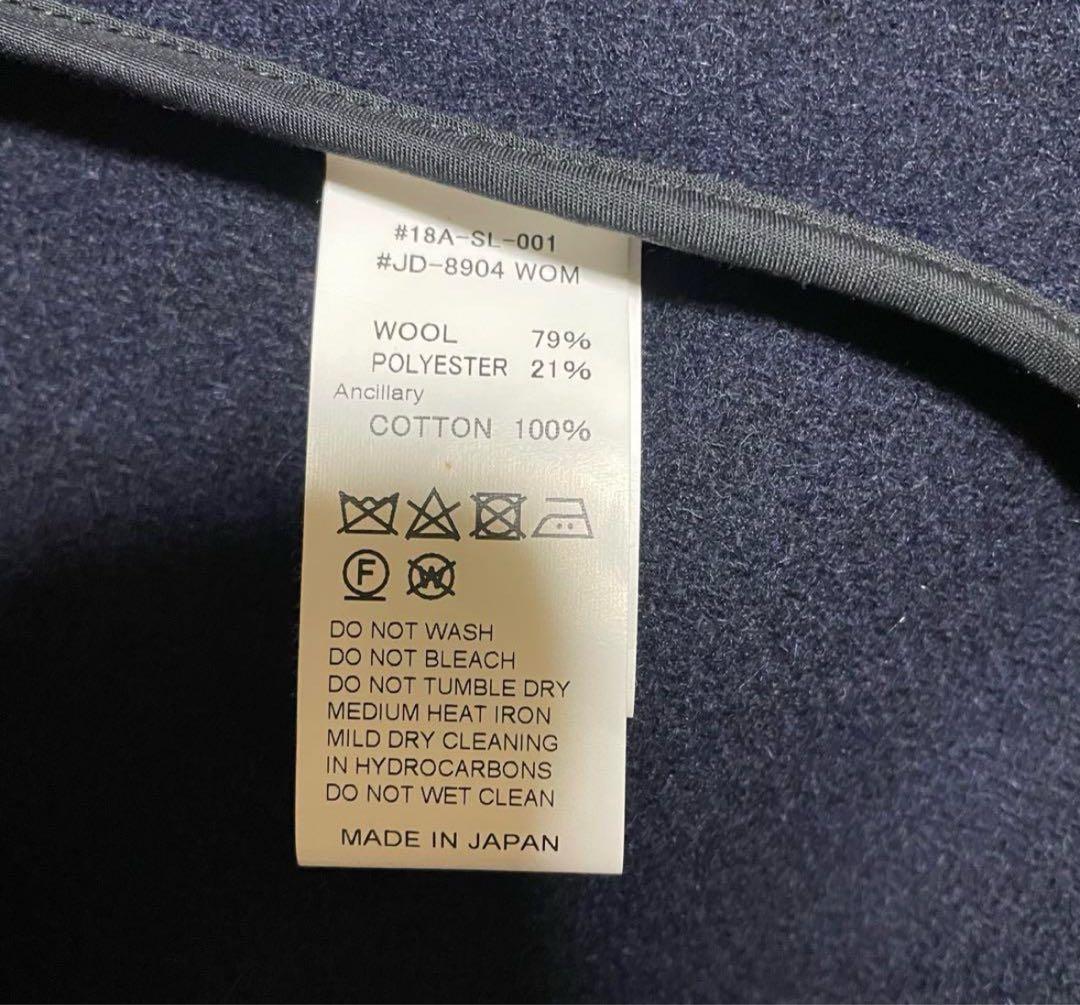 #18A-SL-001
#JD-8904 WOM
WOOL 79%
POLYESTER 21%
Ancillary
COTTON 100%
F W
DO NOT WASH
DO NOT BLEACH
DO NOT TUMBLE DRY
MEDIUM HEAT IRON
MILD DRY CLEANING
IN HYDROCARBONS
DO NOT WET CLEAN
MADE IN JAPAN